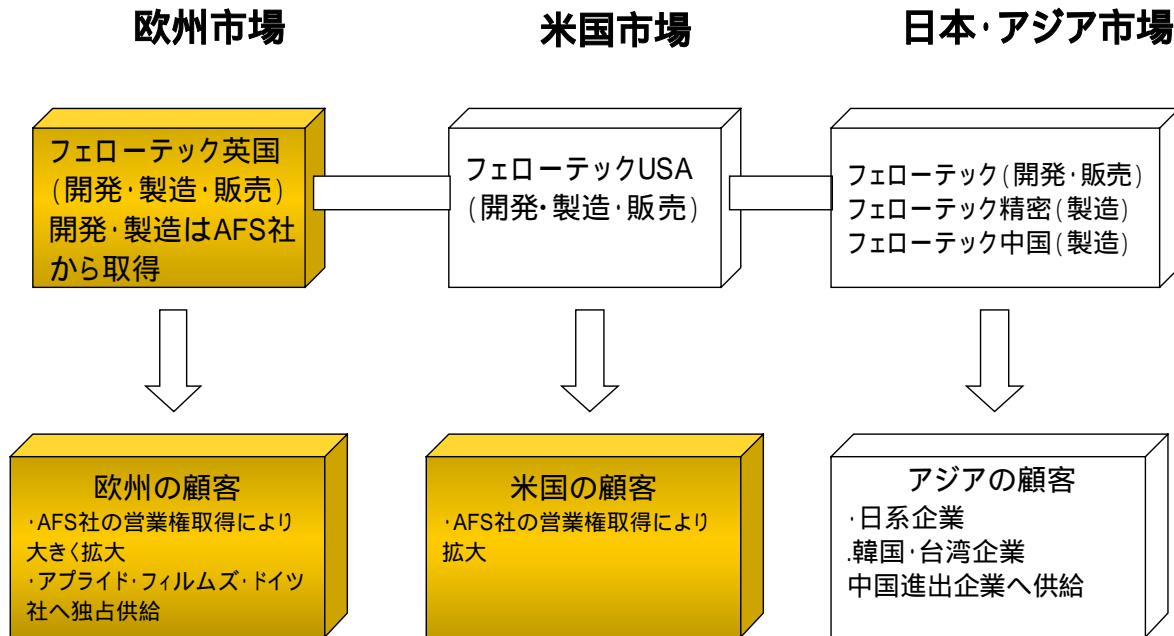 欧州市場
米国市場
日本・アジア市場
フェローテック英国
(開発・製造・販売)
開発・製造はAFS社
から取得
フェローテックUSA
(開発・製造・販売)
フェローテック(開発・販売)
フェローテック精密(製造)
フェローテック中国(製造)
欧州の顧客
・AFS社の営業権取得により
大きく拡大
・アプライド・フィルムズ・ドイツ
社へ独占供給
米国の顧客
・AFS社の営業権取得により
拡大
アジアの顧客
・日系企業
.韓国・台湾企業
中国進出企業へ供給